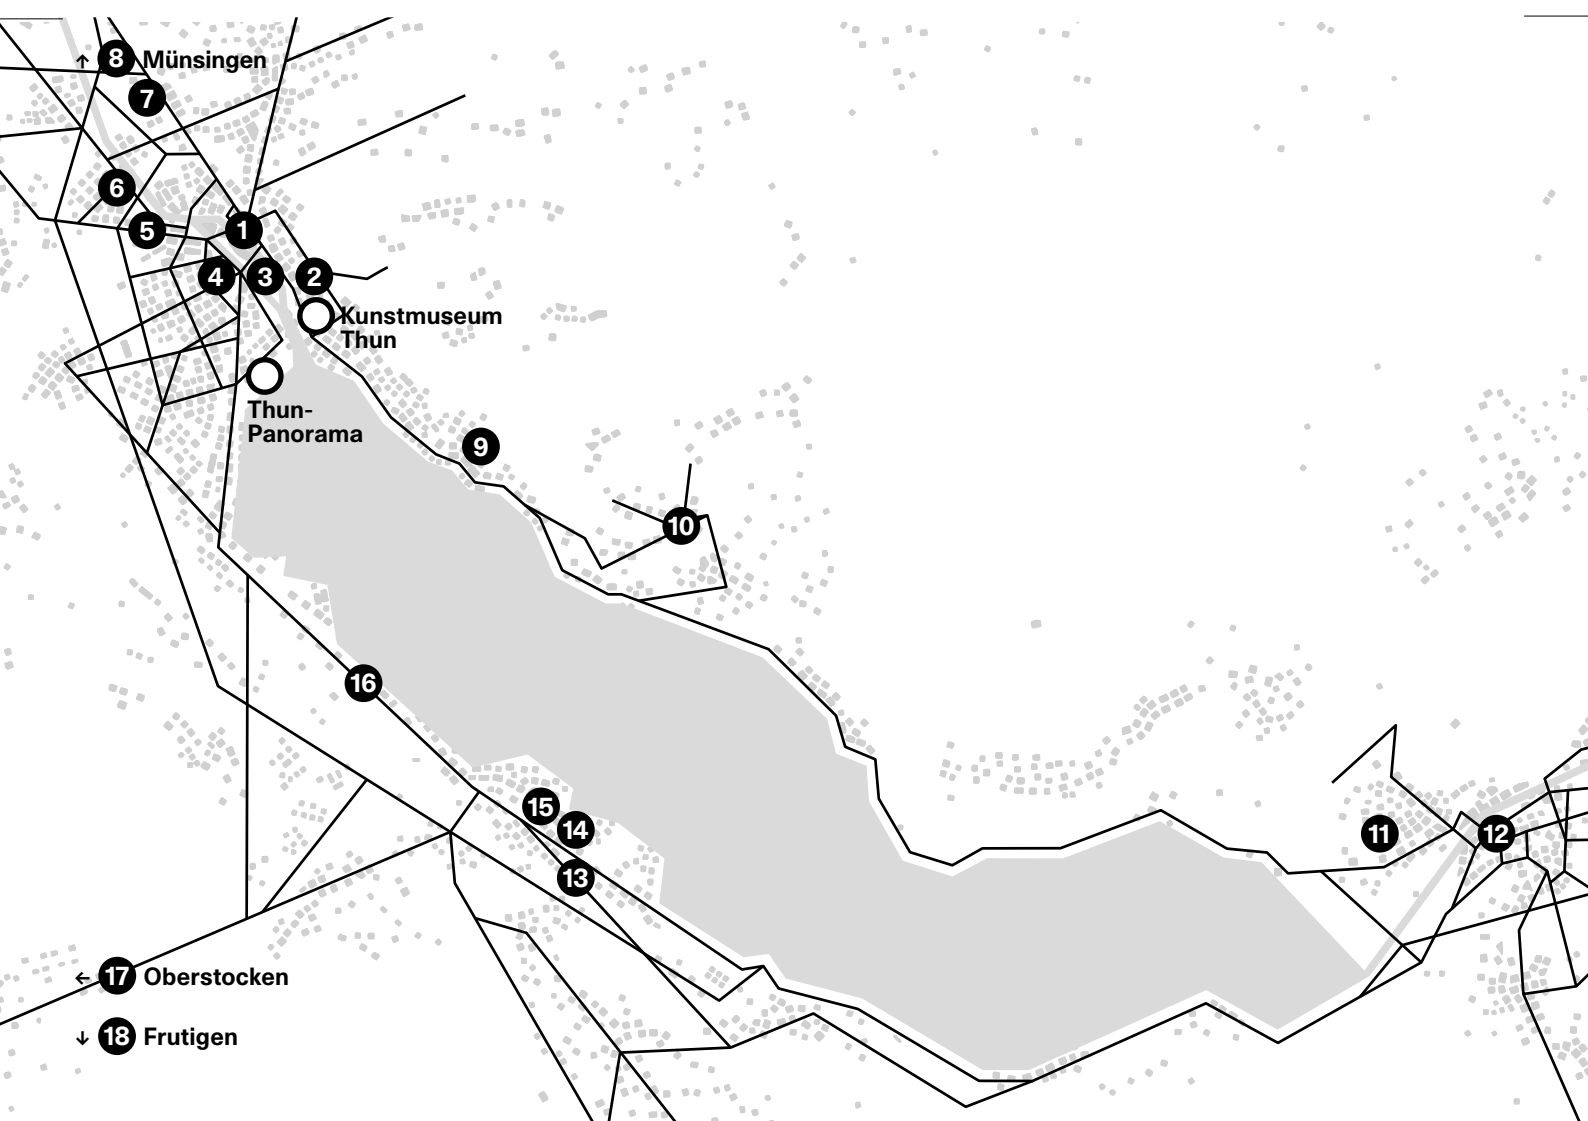 8 Münsingen
7
6
5
1
4
3
2
Kunstmuseum
Thun
Thun-
Panorama
9
10
16
15
14
13
11
12
17 Oberstocken
18 Frutigen